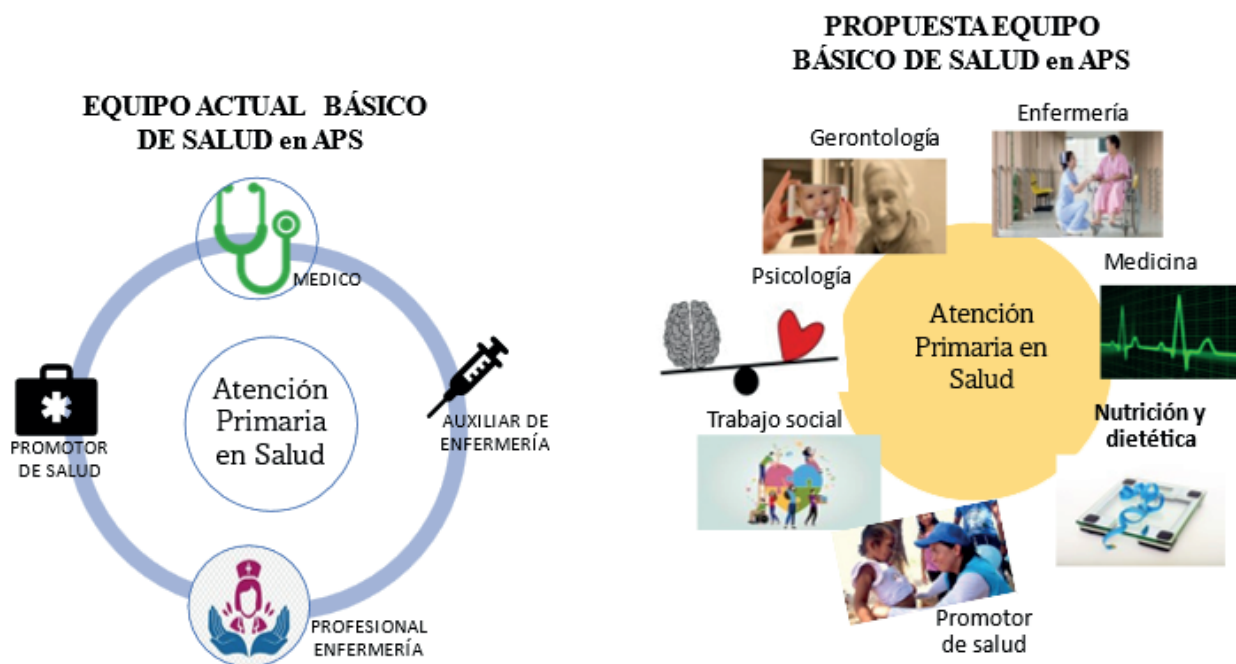 EQUIPO ACTUAL BÁSICO
DE SALUD en APS
MEDICO
PROMOTOR
DE SALUD
Atención
Primaria
en Salud
AUXILIAR DE
ENFERMERÍA
PROFESIONAL
ENFERMERÍA
PROPUESTA EQUIPO
BÁSICO DE SALUD en APS
Enfermería
Gerontología
Psicología
Medicina
Atención
Primaria en
Salud
Trabajo social
Nutrición y
dietética
Promotor
de salud